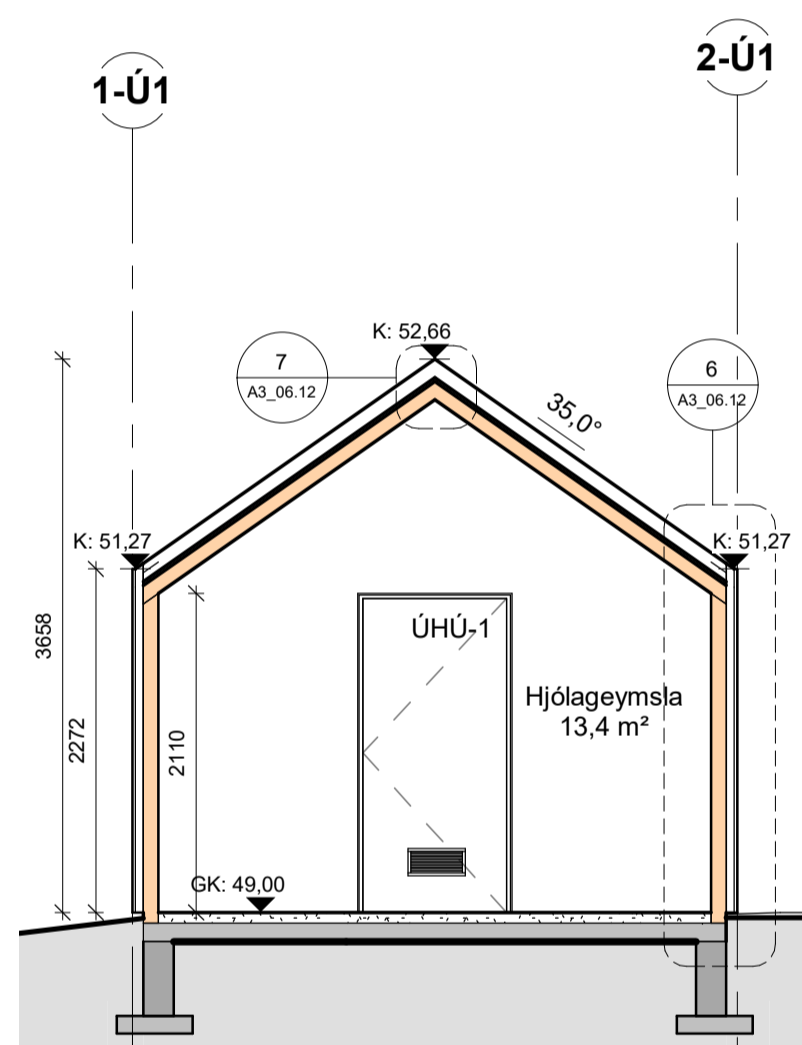 1-Ú1
2-Ú1
K: 52,66
7
A3_06.12
6
A3_06.12
35,0°
K: 51,27
K: 51,27
3658
2272
2110
ÚHÚ-1
Hjólageymsla
13,4 m²
GK: 49,00